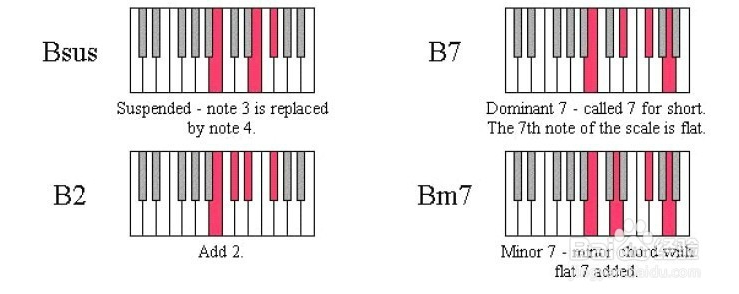 Bsus
Suspended - note 3 is replaced
by note 4.
B7
Dominant 7 - called 7 for short.
The 7th note of the scale is flat.
B2
Add 2.
Bm7
Minor 7 - minor chord with
flat 7 added.